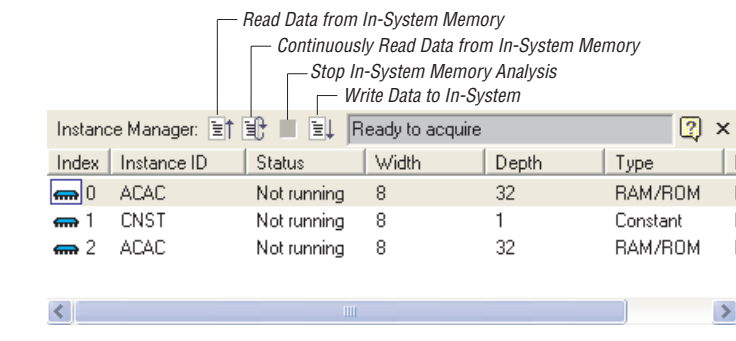 Read Data from In-System Memory
Continuously Read Data from In-System Memory
Stop In-System Memory Analysis
Write Data to In-System
Instance Manager: Ready to acquire
Index Instance ID Status Width Depth Type
0 ACAC Not running 8 32 RAM/ROM
1 CNST Not running 8 1 Constant
2 ACAC Not running 8 32 RAM/ROM